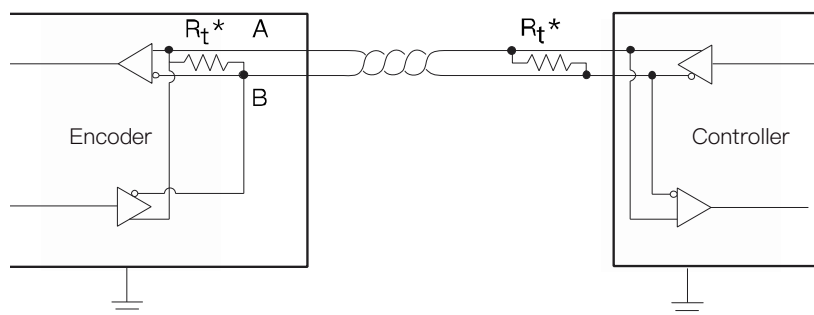 Rt* A
Rt*
B
Encoder
Controller